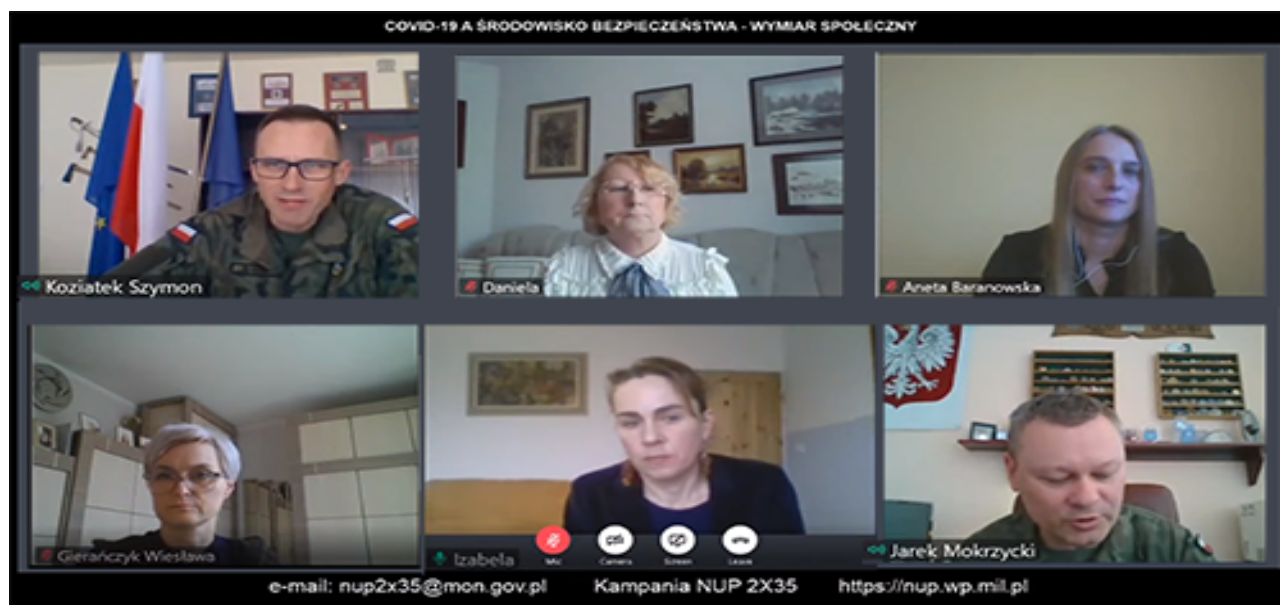 COVID-19 A ŚRODOWISKO BEZPIECZEŃSTWA - WYMIAR SPOŁECZNY
Koziatek Szymon
Daniela
Aneta Baranowska
Gierańczyk Wiesława
Izabela
Mic
Camera
Screen
Leave
Jarek Mokrzycki
e-mail: nup2x35@mon.gov.pl Kampania NUP 2X35 https://nup.wp.mil.pl